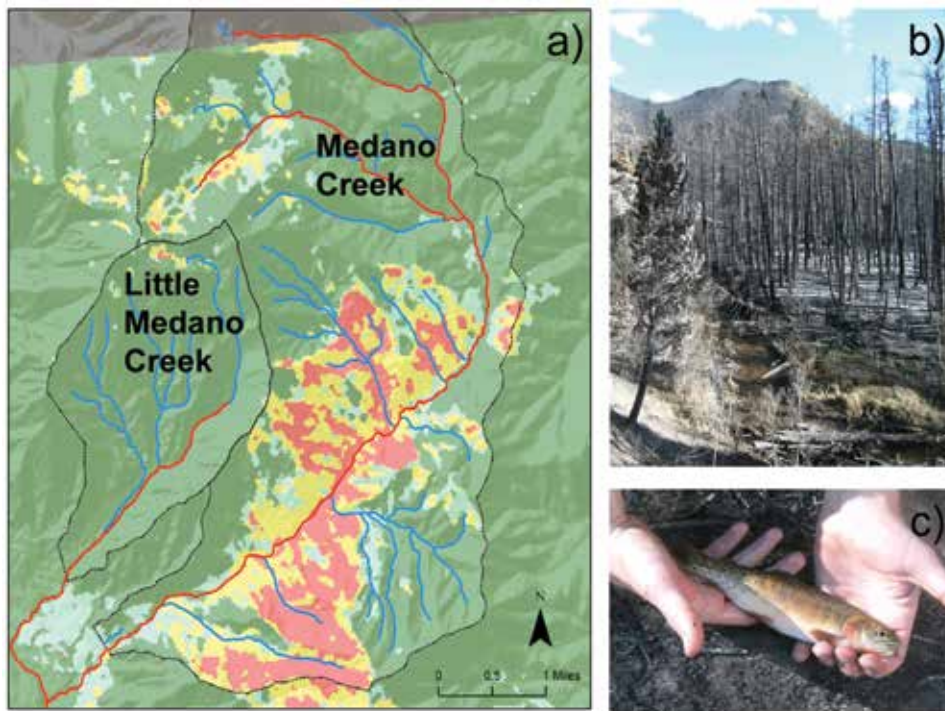 a)
Medano
Creek
Little
Medano
Creek
N
0 0.5 1 Miles
b)
c)